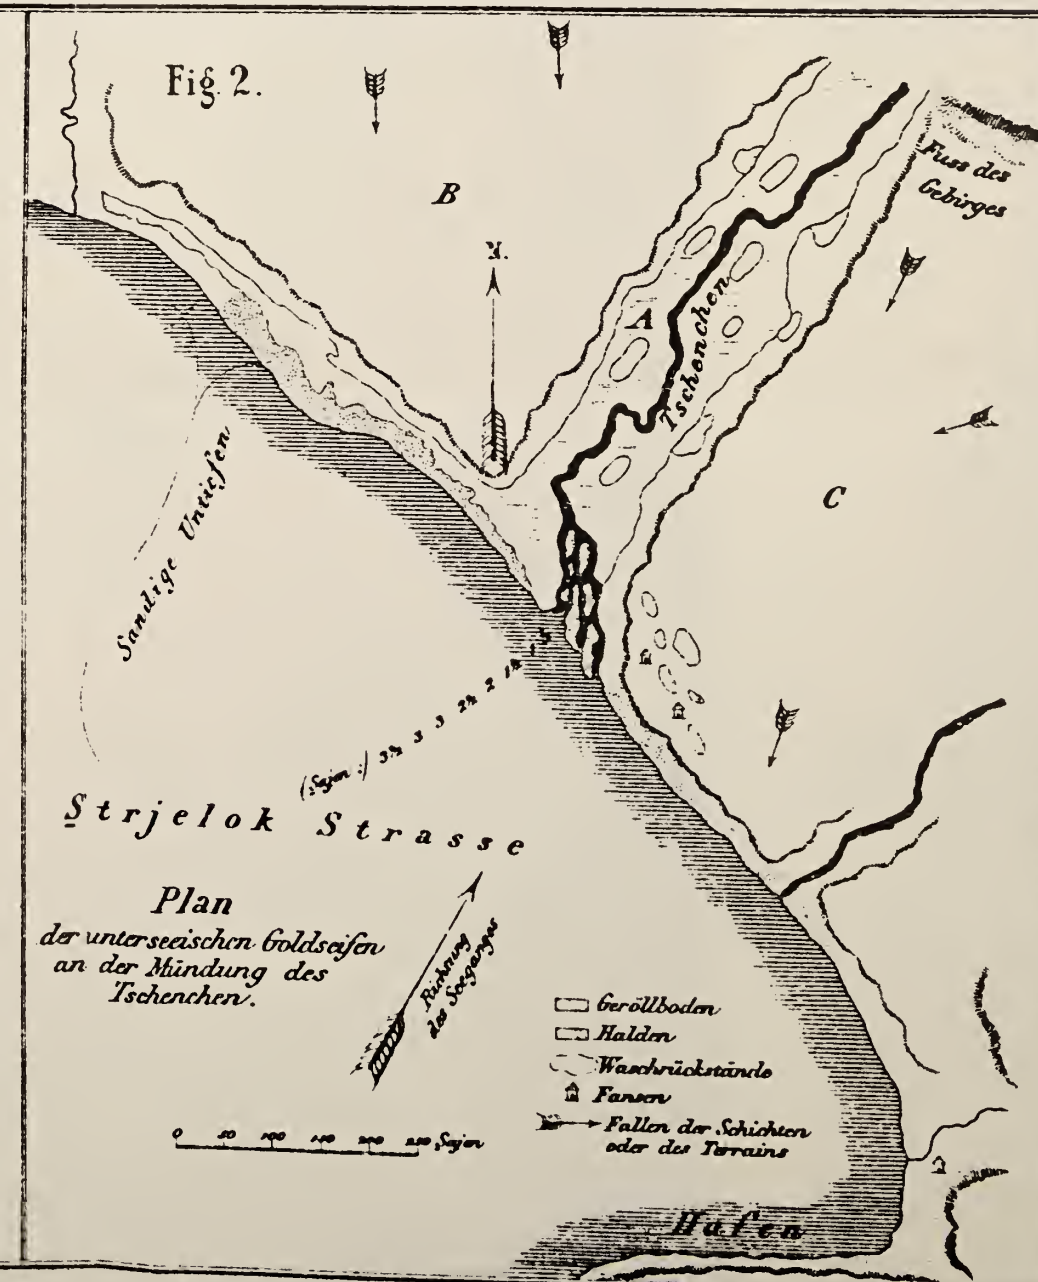 Fig. 2.
Fuss des
Gebirges
B
N.
A
Tschenchen
C
Sandige Untiefen
(Sajen:) 3½ 3 3 2½ 2 1½ 1 ½
Strjelok Strasse
Plan
der unterseeischen Goldseifen
an der Mündung des
Tschenchen.
Richtung
des Seeganges
Geröllboden
Halden
Waschrückstände
Fansen
Fallen der Schichten
oder des Terrains
0 50 100 150 200 250 Sajen
Hafen